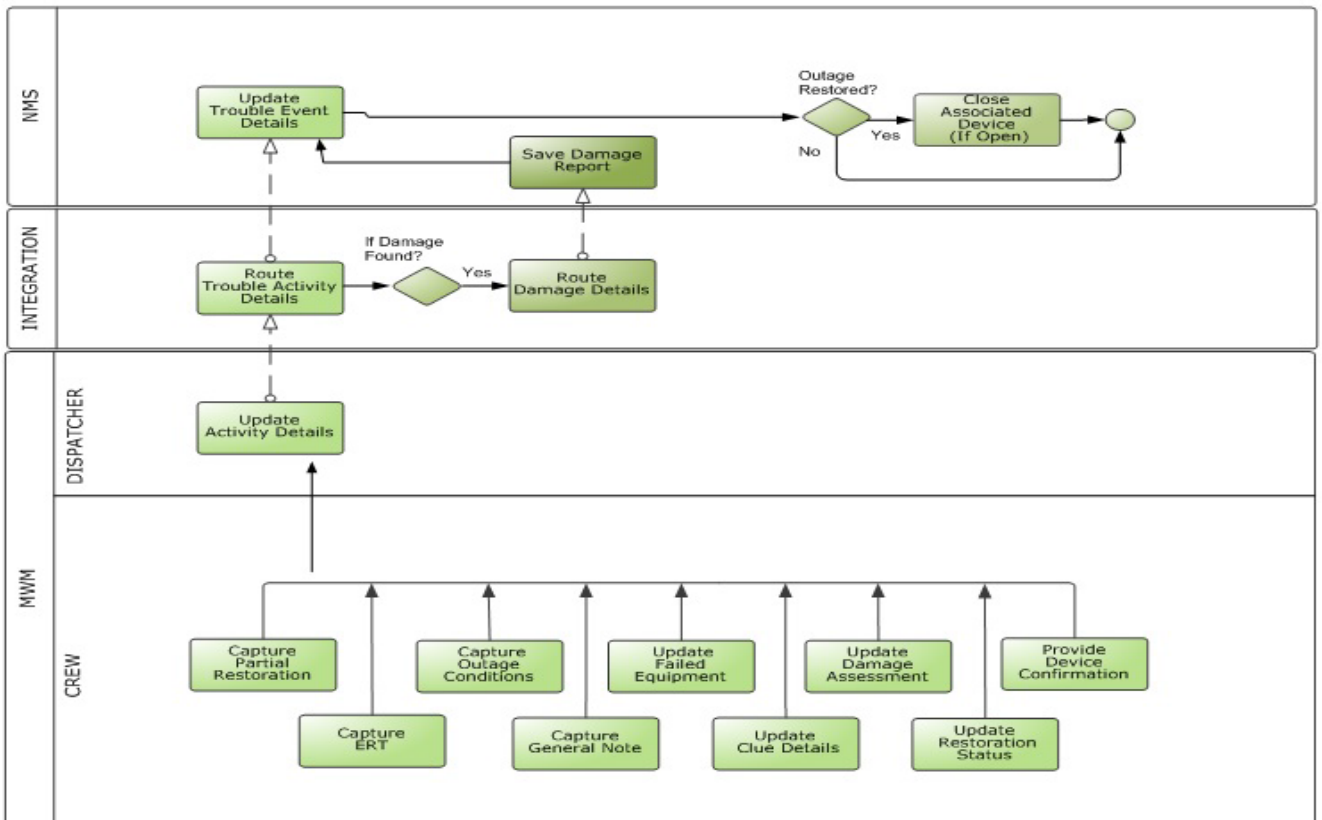 NMS
Update
Trouble Event
Details
Save Damage
Report
Outage
Restored?
Yes
No
Close
Associated
Device
(If Open)
INTEGRATION
Route
Trouble Activity
Details
If Damage
Found?
Yes
Route
Damage Details
MWM
DISPATCHER
Update
Activity Details
CREW
Capture
Partial
Restoration
Capture
ERT
Capture
Outage
Conditions
Capture
General Note
Update
Failed
Equipment
Update
Clue Details
Update
Damage
Assessment
Update
Restoration
Status
Provide
Device
Confirmation